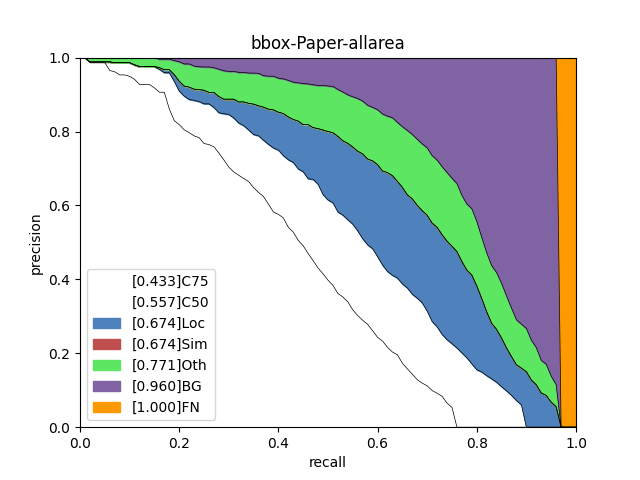 bbox-Paper-allarea
1.0
0.8
0.6
0.4
0.2
0.0
precision
[0.433]C75
[0.557]C50
[0.674]Loc
[0.674]Sim
[0.771]Oth
[0.960]BG
[1.000]FN
0.0 0.2 0.4 0.6 0.8 1.0
recall